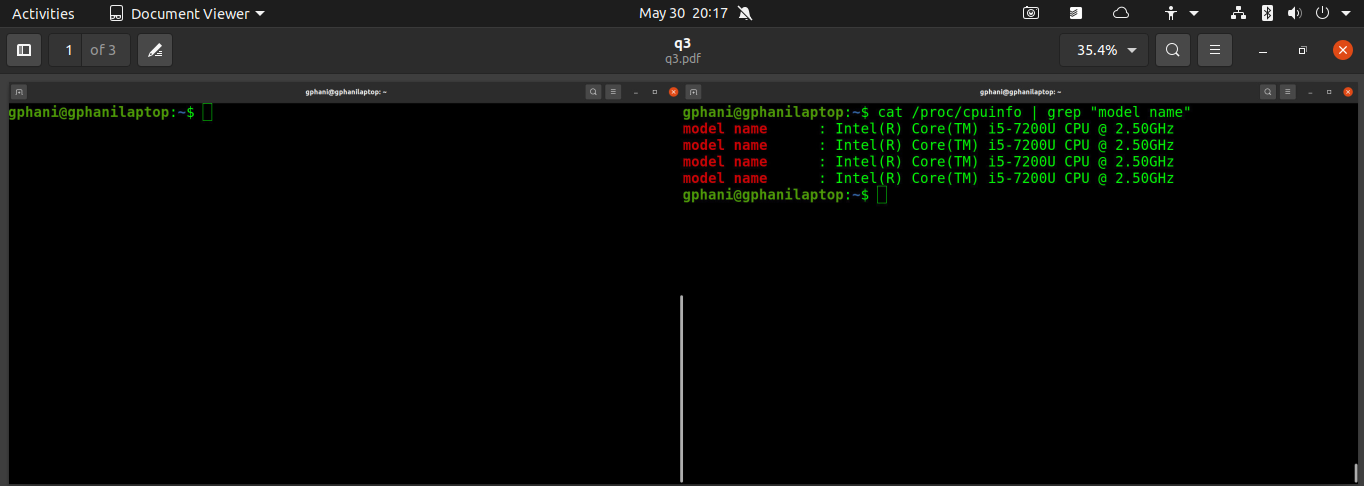 Activities Document Viewer May 30 20:17
1 of 3 q3 35.4%
q3.pdf
gphani@gphanilaptop: ~
gphani@gphanilaptop:~$
gphani@gphanilaptop: ~
gphani@gphanilaptop:~$ cat /proc/cpuinfo | grep "model name"
model name : Intel(R) Core(TM) i5-7200U CPU @ 2.50GHz
model name : Intel(R) Core(TM) i5-7200U CPU @ 2.50GHz
model name : Intel(R) Core(TM) i5-7200U CPU @ 2.50GHz
model name : Intel(R) Core(TM) i5-7200U CPU @ 2.50GHz
gphani@gphanilaptop:~$